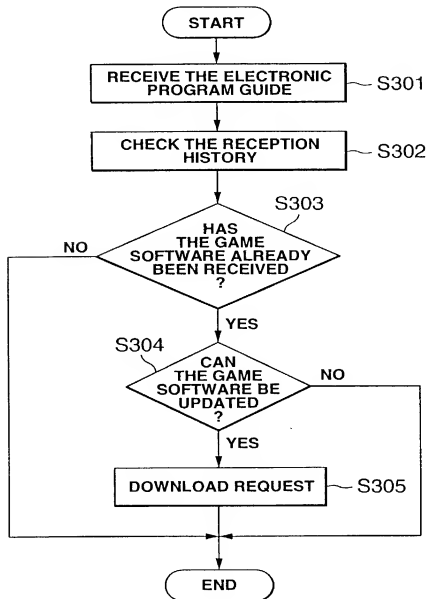 START
RECEIVE THE ELECTRONIC
PROGRAM GUIDE
S301
CHECK THE RECEPTION
HISTORY
S302
S303
HAS
THE GAME
SOFTWARE ALREADY
BEEN RECEIVED
?
NO
YES
S304
CAN
THE GAME
SOFTWARE BE
UPDATED
?
NO
YES
DOWNLOAD REQUEST
S305
END